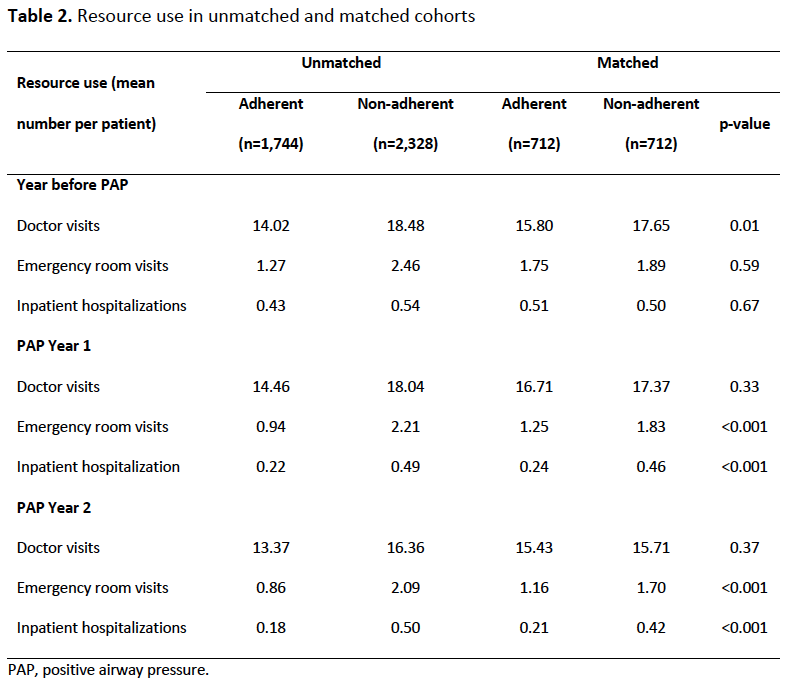 Table 2. Resource use in unmatched and matched cohorts
Resource use (mean number per patient) Unmatched Matched p-value
Adherent (n=1,744) Non-adherent (n=2,328) Adherent (n=712) Non-adherent (n=712)
Year before PAP
Doctor visits 14.02 18.48 15.80 17.65 0.01
Emergency room visits 1.27 2.46 1.75 1.89 0.59
Inpatient hospitalizations 0.43 0.54 0.51 0.50 0.67
PAP Year 1
Doctor visits 14.46 18.04 16.71 17.37 0.33
Emergency room visits 0.94 2.21 1.25 1.83 <0.001
Inpatient hospitalization 0.22 0.49 0.24 0.46 <0.001
PAP Year 2
Doctor visits 13.37 16.36 15.43 15.71 0.37
Emergency room visits 0.86 2.09 1.16 1.70 <0.001
Inpatient hospitalizations 0.18 0.50 0.21 0.42 <0.001
PAP, positive airway pressure.